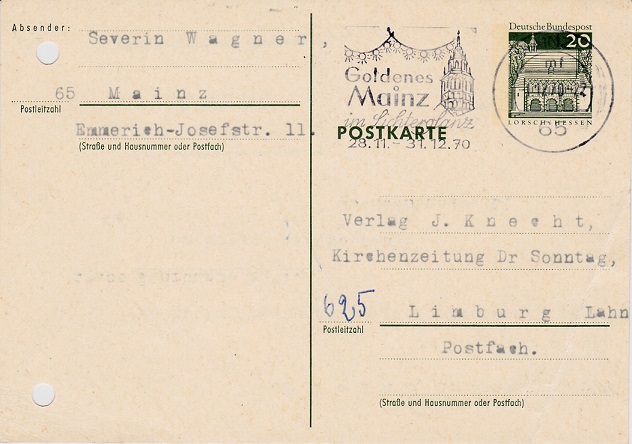 Absender:
Severin Wagner,
65 Mainz
Postleitzahl
Emmerich-Josefstr. 11.
(Straße und Hausnummer oder Postfach)
Goldenes
Mainz
im Lichterglanz
28.11.-31.12.70
Deutsche Bundespost
20
65
LORSCH/HESSEN
POSTKARTE
Verlag J. Knecht,
Kirchenzeitung Dr Sonntag,
625
Limburg Lahn
Postleitzahl
Postfach.
(Straße und Hausnummer oder Postfach)